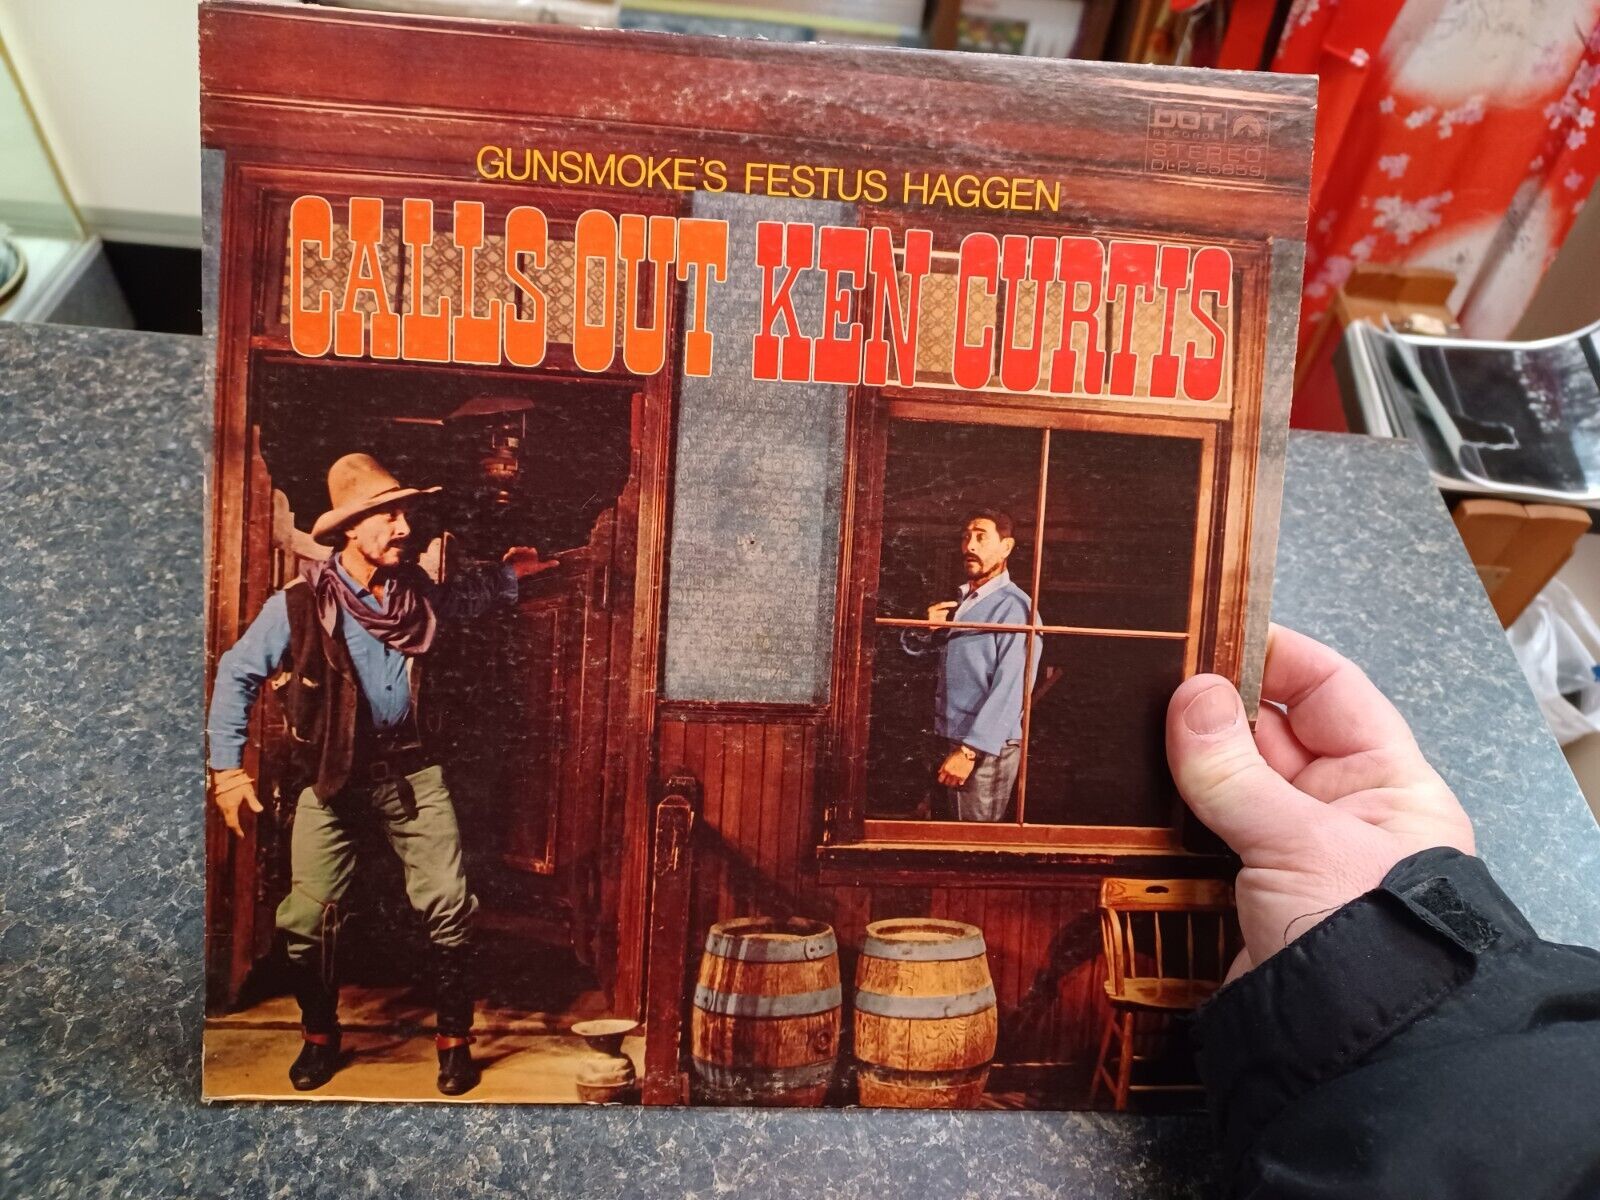 DOT
RECORDS
STEREO
DLP 25859
GUNSMOKE'S FESTUS HAGGEN
CALLS OUT KEN CURTIS